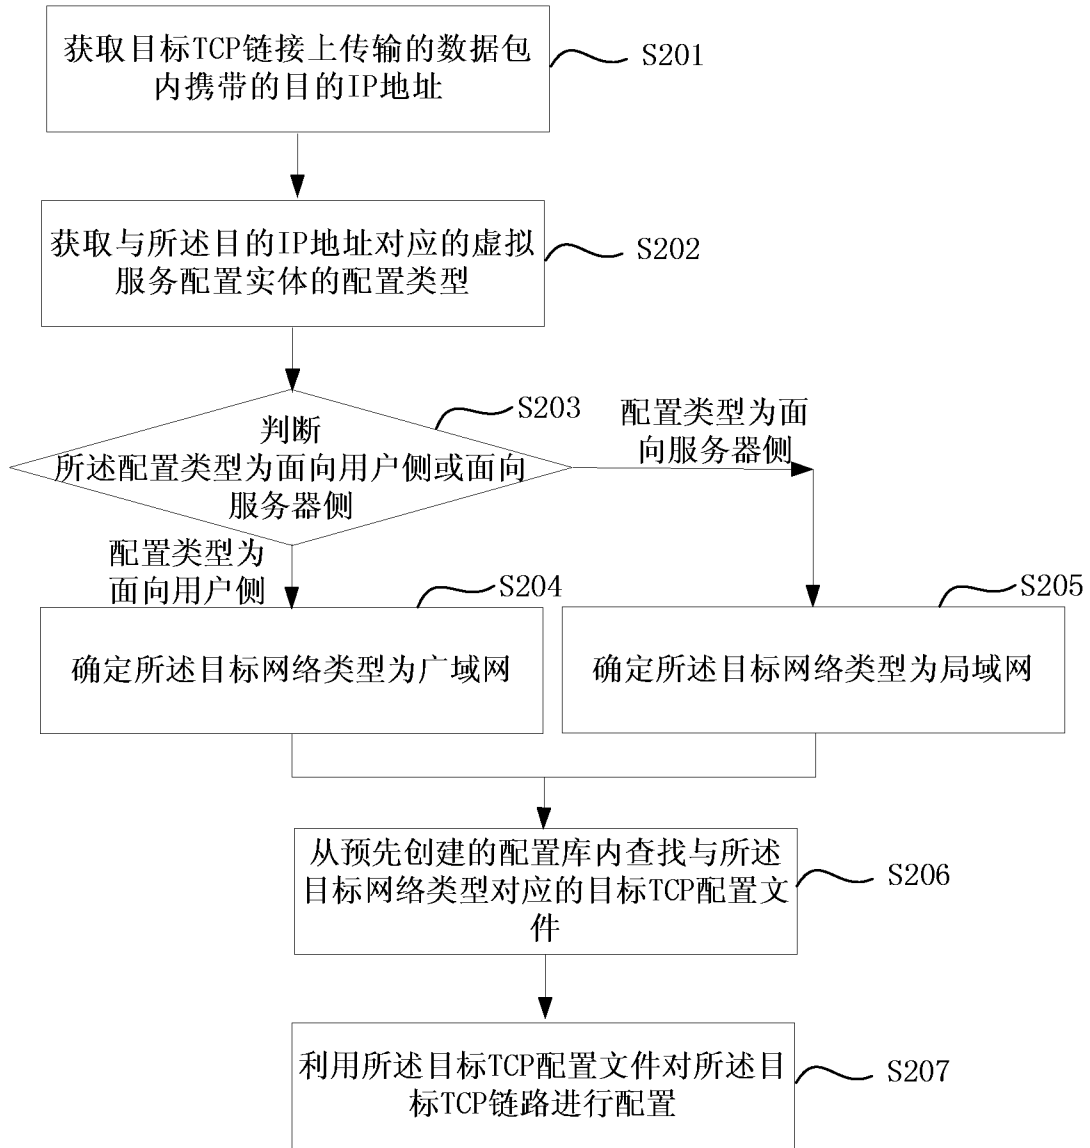 获取目标TCP链接上传输的数据包
内携带的目的IP地址
S201
获取与所述目的IP地址对应的虚拟
服务配置实体的配置类型
S202
判断
所述配置类型为面向用户侧或面向
服务器侧
S203
配置类型为面
向服务器侧
配置类型为
面向用户侧
S204
确定所述目标网络类型为广域网
S205
确定所述目标网络类型为局域网
从预先创建的配置库内查找与所述
目标网络类型对应的目标TCP配置文
件
S206
利用所述目标TCP配置文件对所述目
标TCP链路进行配置
S207